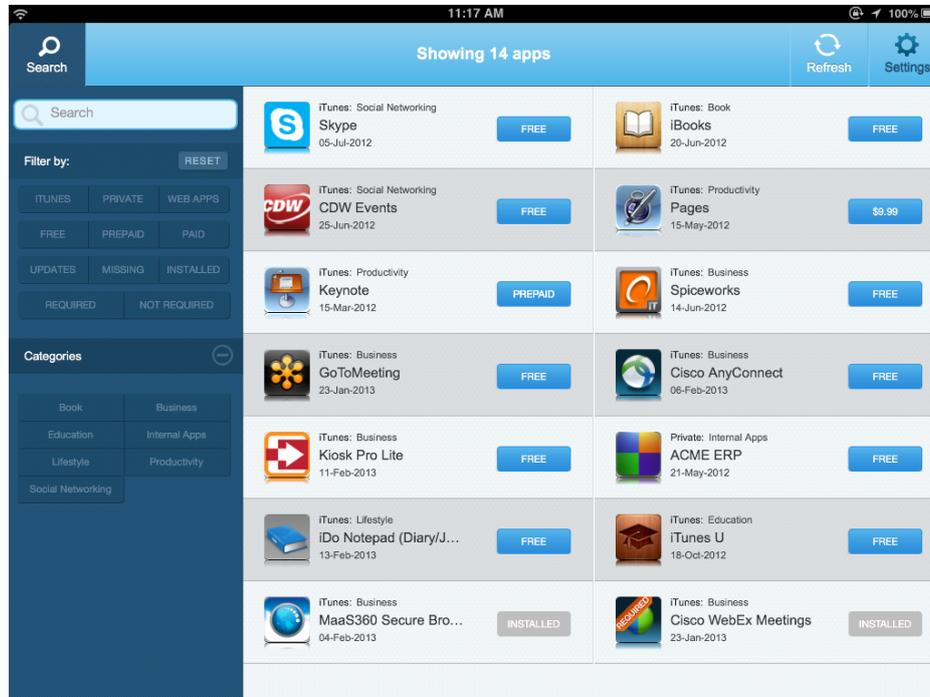 11:17 AM
100%
Search
Showing 14 apps
Refresh
Settings
Search
Filter by:
RESET
ITUNES
PRIVATE
WEB APPS
FREE
PREPAID
PAID
UPDATES
MISSING
INSTALLED
REQUIRED
NOT REQUIRED
Categories
Book
Business
Education
Internal Apps
Lifestyle
Productivity
Social Networking
iTunes: Social Networking
Skype
05-Jul-2012
FREE
iTunes: Book
iBooks
20-Jun-2012
FREE
CDW
iTunes: Social Networking
CDW Events
25-Jun-2012
FREE
iTunes: Productivity
Pages
15-May-2012
$9.99
iTunes: Productivity
Keynote
15-Mar-2012
PREPAID
IT
iTunes: Business
Spiceworks
14-Jun-2012
FREE
iTunes: Business
GoToMeeting
23-Jan-2013
FREE
iTunes: Business
Cisco AnyConnect
06-Feb-2013
FREE
iTunes: Business
Kiosk Pro Lite
11-Feb-2013
FREE
Private: Internal Apps
ACME ERP
21-May-2012
FREE
iTunes: Lifestyle
iDo Notepad (Diary/J...
13-Feb-2013
FREE
iTunes: Education
iTunes U
18-Oct-2012
FREE
iTunes: Business
MaaS360 Secure Bro...
04-Feb-2013
INSTALLED
REQUIRED
iTunes: Business
Cisco WebEx Meetings
23-Jan-2013
INSTALLED